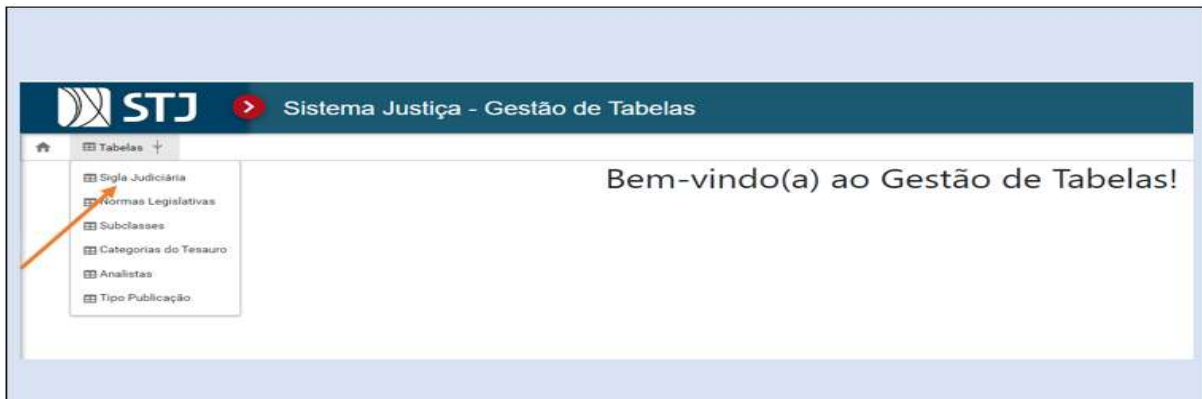 STJ
Sistema Justiça - Gestão de Tabelas
Tabelas
Bem-vindo(a) ao Gestão de Tabelas!
Sigla Judiciária
Normas Legislativas
Subclasses
Categorias do Tesauro
Analistas
Tipo Publicação